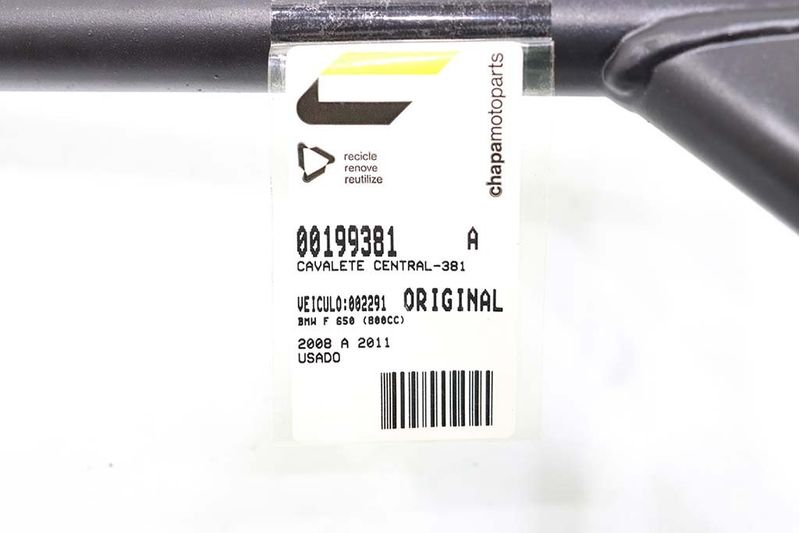 chapamotoparts
recicle
renove
reutilize
00199381 A
CAVALETE CENTRAL-381
VEICULO:002291 ORIGINAL
BMW F 650 (800CC)
2008 A 2011
USADO